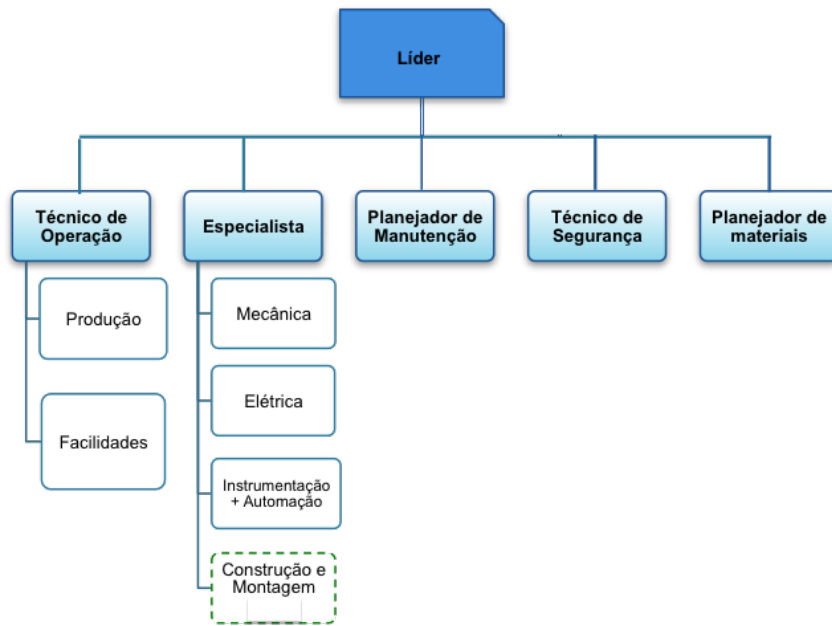 Líder
Técnico de
Operação
Especialista
Planejador de
Manutenção
Técnico de
Segurança
Planejador de
materiais
Produção
Facilidades
Mecânica
Elétrica
Instrumentação
+ Automação
Construção e
Montagem